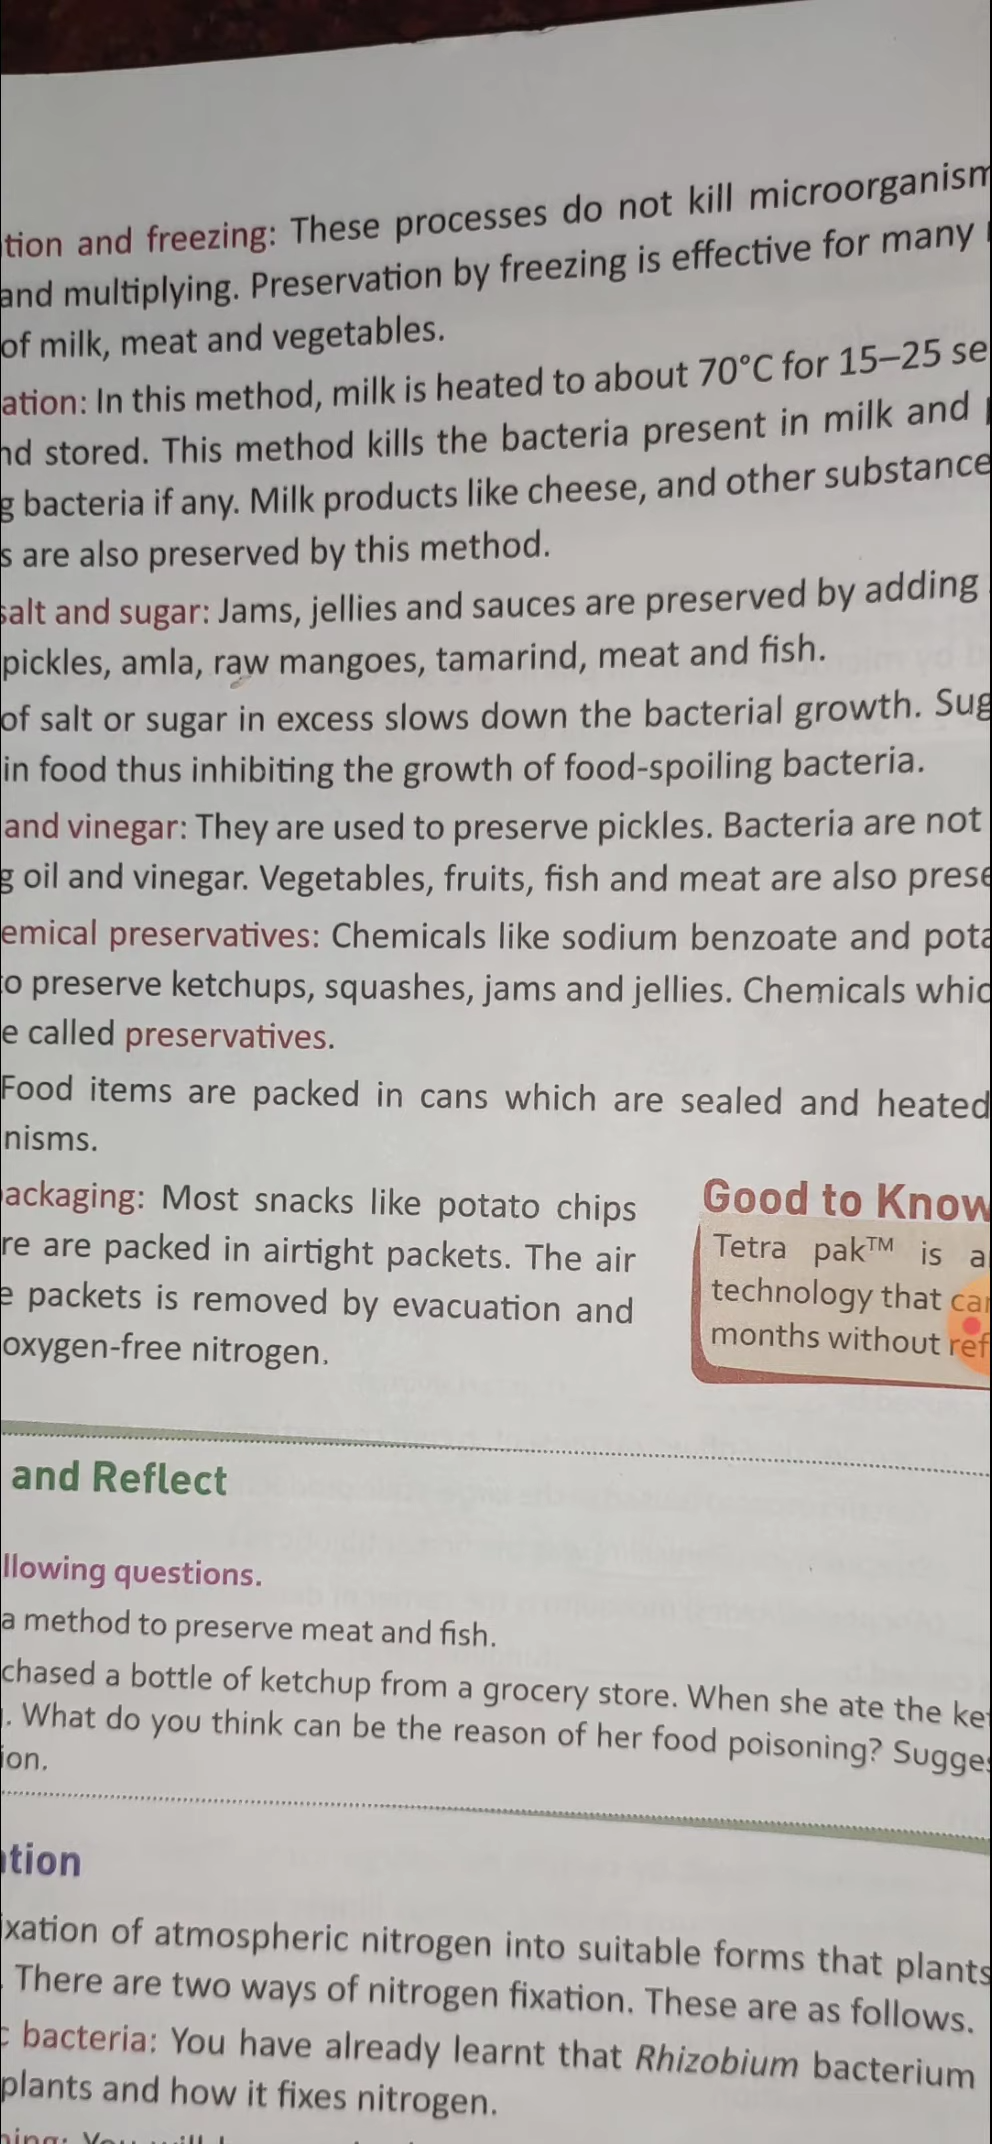 tion and freezing: These processes do not kill microorganism
and multiplying. Preservation by freezing is effective for many
of milk, meat and vegetables.
ation: In this method, milk is heated to about 70°C for 15–25 se
nd stored. This method kills the bacteria present in milk and
g bacteria if any. Milk products like cheese, and other substance
s are also preserved by this method.
salt and sugar: Jams, jellies and sauces are preserved by adding
pickles, amla, raw mangoes, tamarind, meat and fish.
of salt or sugar in excess slows down the bacterial growth. Sug
in food thus inhibiting the growth of food-spoiling bacteria.
and vinegar: They are used to preserve pickles. Bacteria are not
g oil and vinegar. Vegetables, fruits, fish and meat are also prese
emical preservatives: Chemicals like sodium benzoate and pota
to preserve ketchups, squashes, jams and jellies. Chemicals whic
e called preservatives.
Food items are packed in cans which are sealed and heated
nisms.
ackaging: Most snacks like potato chips
re are packed in airtight packets. The air
e packets is removed by evacuation and
oxygen-free nitrogen.
Good to Know
Tetra pak™ is a
technology that can
months without ref
and Reflect
llowing questions.
a method to preserve meat and fish.
chased a bottle of ketchup from a grocery store. When she ate the ke
. What do you think can be the reason of her food poisoning? Sugges
ion.
tion
ixation of atmospheric nitrogen into suitable forms that plants
. There are two ways of nitrogen fixation. These are as follows.
c bacteria: You have already learnt that Rhizobium bacterium
plants and how it fixes nitrogen.